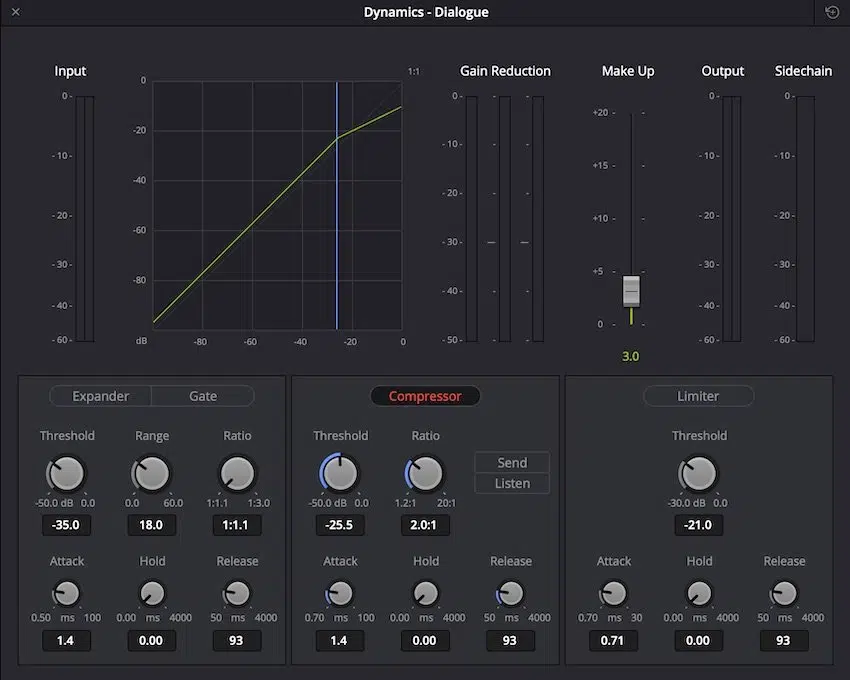 Dynamics - Dialogue
Input
1:1
Gain Reduction
Make Up
Output
Sidechain
0-
-10-
-20-
-30-
-40-
-60-
0
-20
-40
-60
-80
dB
-80
-60
-40
-20
0
0-
-10-
-20-
-30-
-40-
-50-
+20
+15
+10
+5
0
3.0
0-
-10-
-20-
-30-
-40-
-60-
0-
-10-
-20-
-30-
-40-
-60-
Expander Gate
Threshold Range Ratio
-50.0 dB 0.0 0.0 60.0 1:1.1 1:3.0
-35.0 18.0 1:1.1
Attack Hold Release
0.50 ms 100 0.00 ms 4000 50 ms 4000
1.4 0.00 93
Compressor
Threshold Ratio
Send
Listen
-50.0 dB 0.0 1.2:1 20:1
-25.5 2.0:1
Attack Hold Release
0.70 ms 100 0.00 ms 4000 50 ms 4000
1.4 0.00 93
Limiter
Threshold
-30.0 dB 0.0
-21.0
Attack Hold Release
0.70 ms 30 0.00 ms 4000 50 ms 4000
0.71 0.00 93